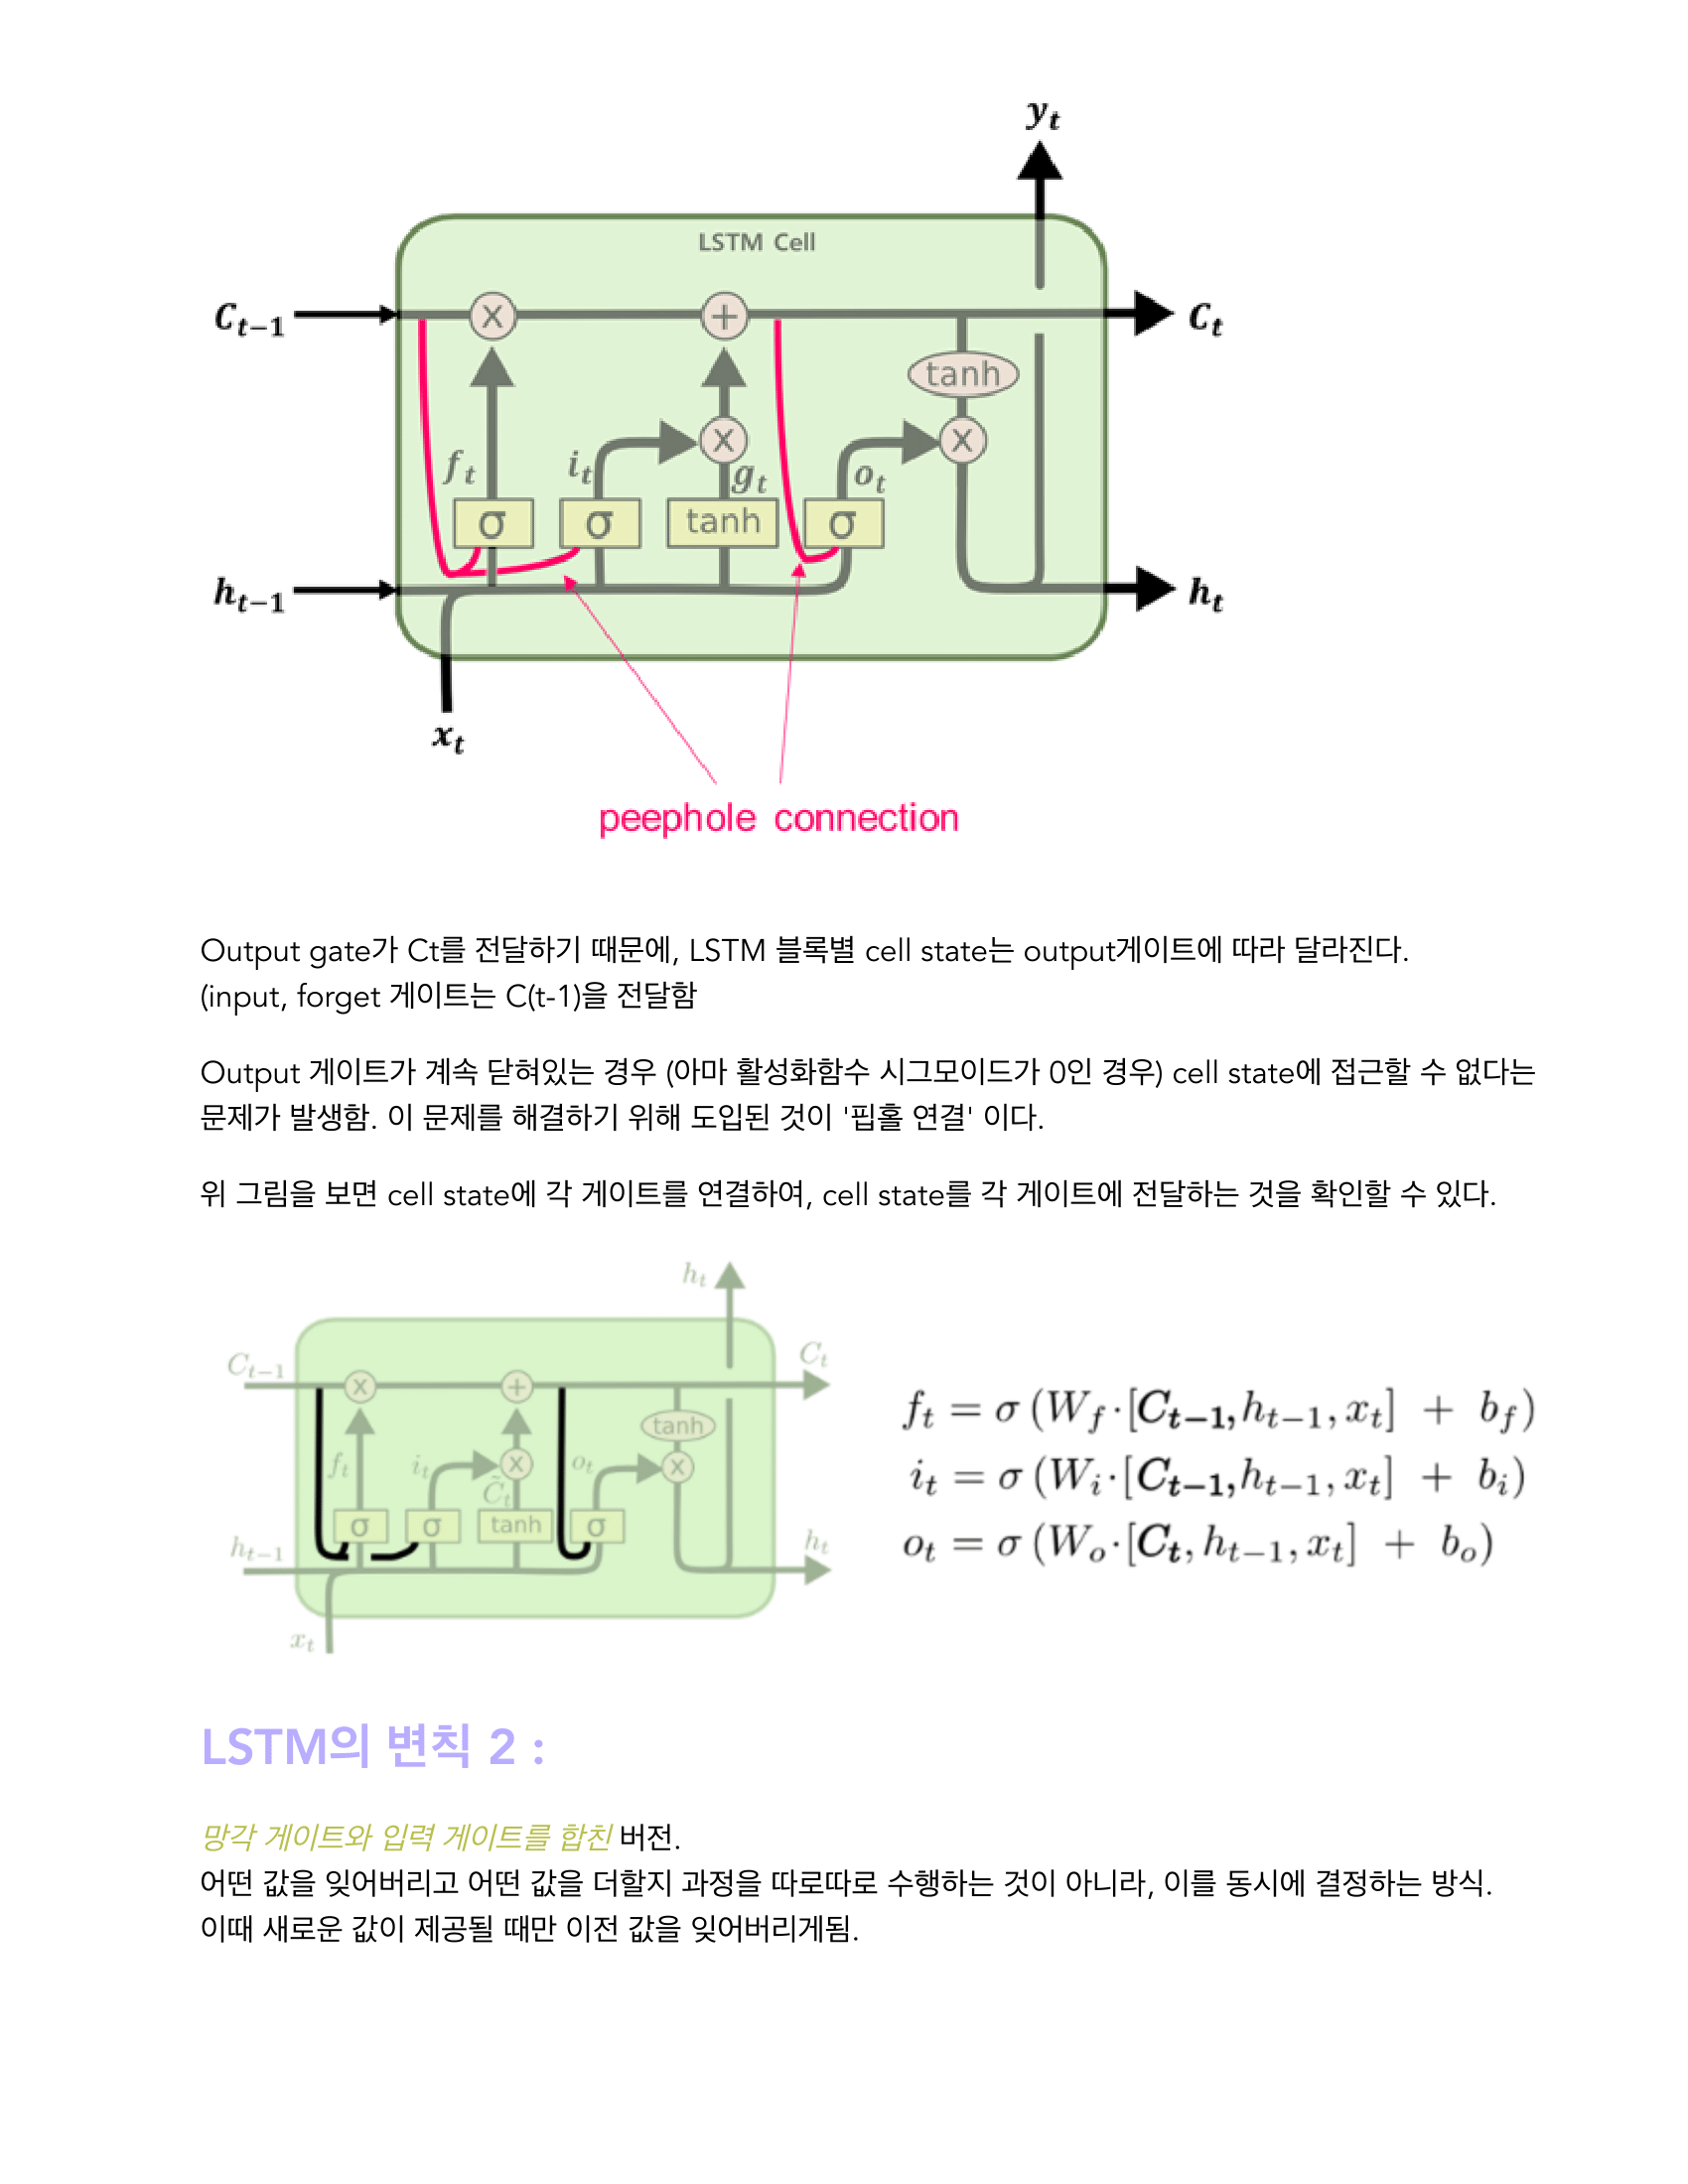 y_t
LSTM Cell
C_{t-1} × + C_t
tanh
× ×
f_t i_t g_t o_t
σ σ tanh σ
h_{t-1} h_t
x_t
peephole connection
Output gate가 Ct를 전달하기 때문에, LSTM 블록별 cell state는 output게이트에 따라 달라진다.
(input, forget 게이트는 C(t-1)을 전달함
Output 게이트가 계속 닫혀있는 경우 (아마 활성화함수 시그모이드가 0인 경우) cell state에 접근할 수 없다는
문제가 발생함. 이 문제를 해결하기 위해 도입된 것이 '핍홀 연결' 이다.
위 그림을 보면 cell state에 각 게이트를 연결하여, cell state를 각 게이트에 전달하는 것을 확인할 수 있다.
h_t
C_{t-1} × + C_t
tanh
f_t i_t × o_t ×
C̃_t
σ σ tanh σ
h_{t-1} h_t
x_t
f_t = σ (W_f·[C_{t-1}, h_{t-1}, x_t] + b_f)
i_t = σ (W_i·[C_{t-1}, h_{t-1}, x_t] + b_i)
o_t = σ (W_o·[C_t, h_{t-1}, x_t] + b_o)
LSTM의 변칙 2 :
망각 게이트와 입력 게이트를 합친 버전.
어떤 값을 잊어버리고 어떤 값을 더할지 과정을 따로따로 수행하는 것이 아니라, 이를 동시에 결정하는 방식.
이때 새로운 값이 제공될 때만 이전 값을 잊어버리게됨.